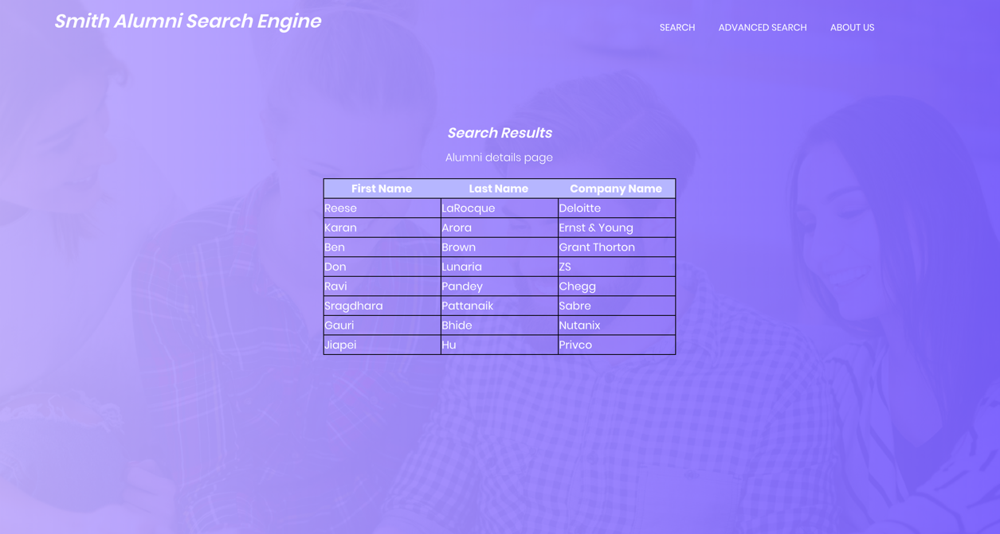 Smith Alumni Search Engine
SEARCH ADVANCED SEARCH ABOUT US
Search Results
Alumni details page
First Name Last Name Company Name
Reese LaRocque Deloitte
Karan Arora Ernst & Young
Ben Brown Grant Thorton
Don Lunaria ZS
Ravi Pandey Chegg
Sragdhara Pattanaik Sabre
Gauri Bhide Nutanix
Jiapei Hu Privco